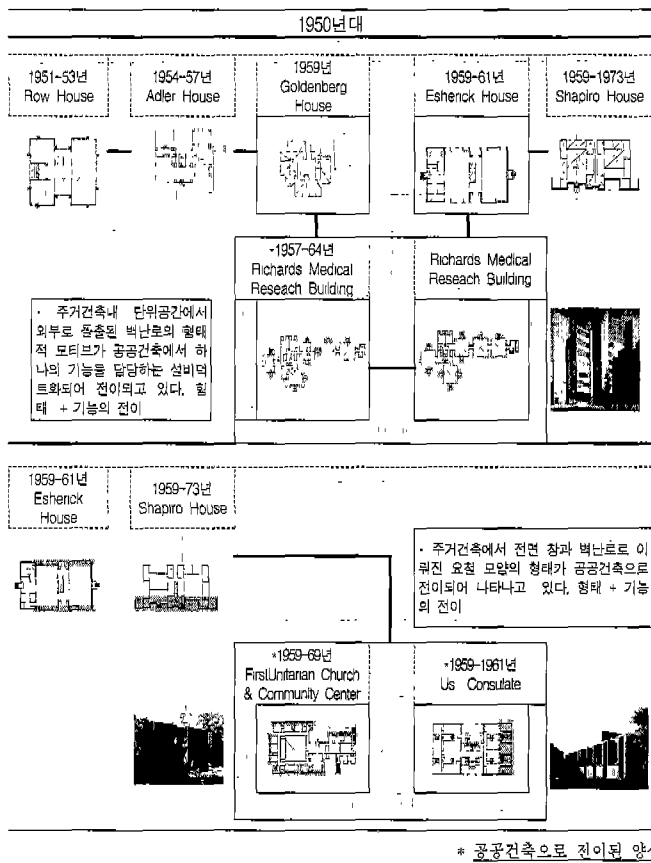 1950년대
1951-53년
Row House
1954-57년
Adler House
1959년
Goldenberg
House
1959-61년
Esherick House
1959-1973년
Shapiro House
-1957-64년
Richards Medical
Reseach Building
Richards Medical
Reseach Building
· 주거건축내 단위공간에서
외부로 돌출된 벽난로의 형태
적 모티브가 공공건축에서 하
나의 기능을 담당하는 설비덕
트화되어 전이되고 있다. 형
태 + 기능의 전이
1959-61년
Esherick
House
1959-73년
Shapiro House
· 주거건축에서 전면 창과 벽난로로 이
뤄진 요철 모양의 형태가 공공건축으로
전이되어 나타나고 있다. 형태 + 기능
의 전이
*1959-69년
FirstUnitarian Church
& Community Center
*1959-1961년
Us Consulate
* 공공건축으로 전이된 양